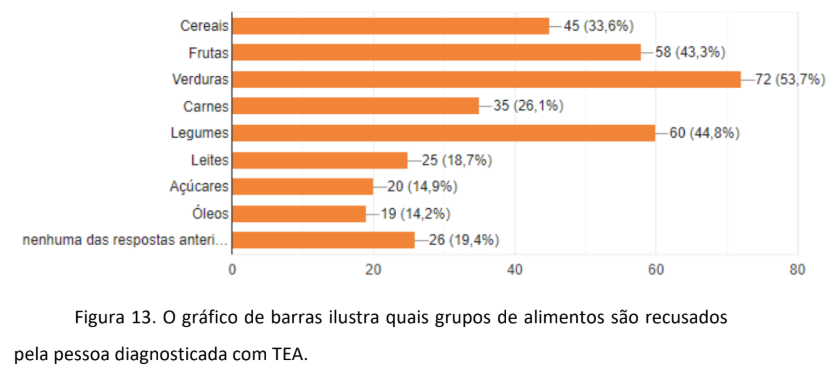 Cereais 45 (33,6%)
Frutas 58 (43,3%)
Verduras 72 (53,7%)
Carnes 35 (26,1%)
Legumes 60 (44,8%)
Leites 25 (18,7%)
Açúcares 20 (14,9%)
Óleos 19 (14,2%)
nenhuma das respostas anteri... 26 (19,4%)
0 20 40 60 80
Figura 13. O gráfico de barras ilustra quais grupos de alimentos são recusados
pela pessoa diagnosticada com TEA.